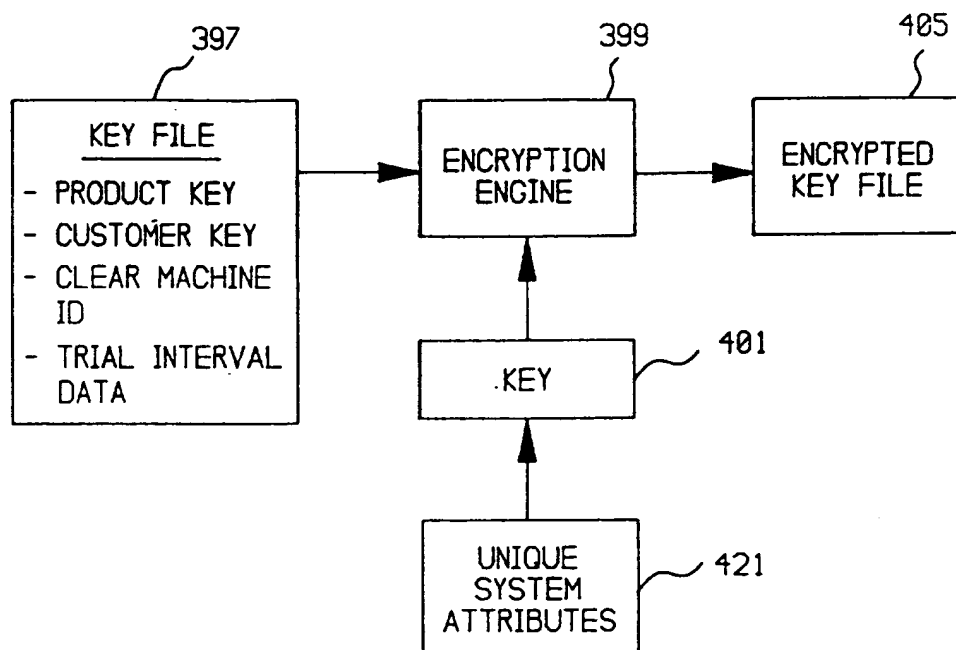 397
399
405
KEY FILE
- PRODUCT KEY
- CUSTOMER KEY
- CLEAR MACHINE
ID
- TRIAL INTERVAL
DATA
ENCRYPTION
ENGINE
ENCRYPTED
KEY FILE
KEY
401
UNIQUE
SYSTEM
ATTRIBUTES
421